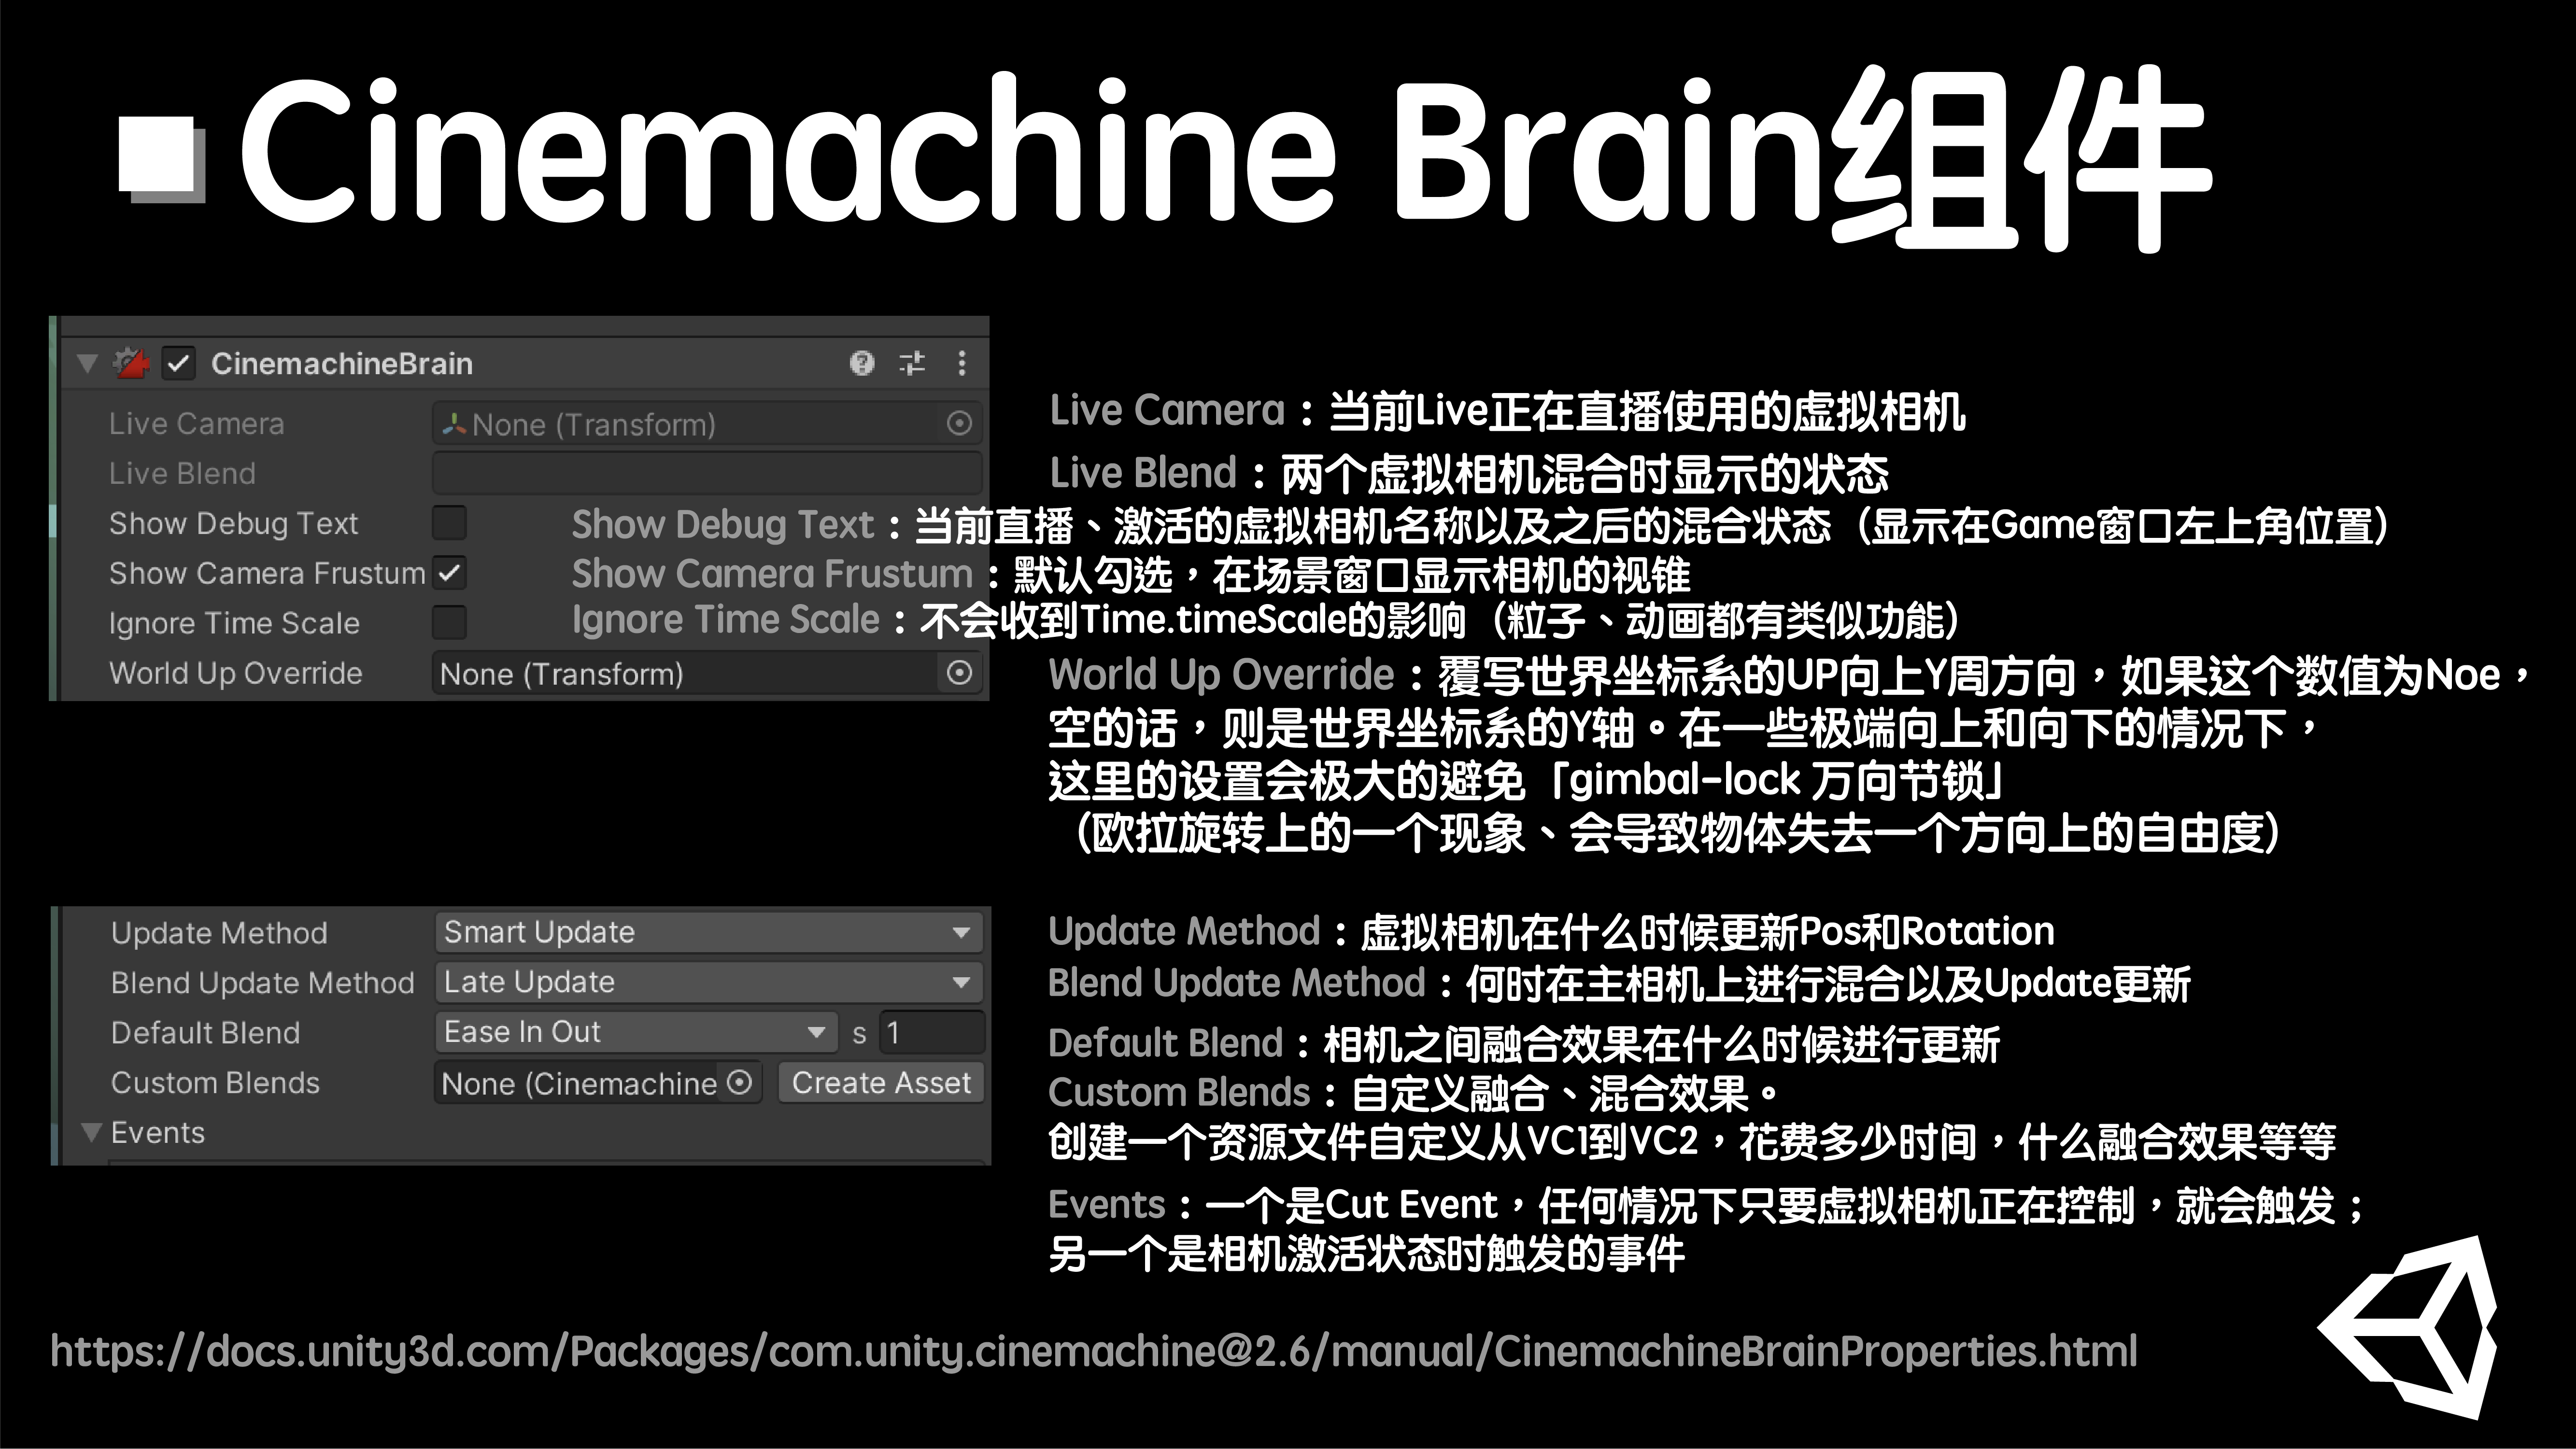 Cinemachine Brain组件
CinemachineBrain
Live Camera None (Transform)
Live Blend
Show Debug Text
Show Camera Frustum
Ignore Time Scale
World Up Override None (Transform)
Live Camera：当前Live正在直播使用的虚拟相机
Live Blend：两个虚拟相机混合时显示的状态
Show Debug Text：当前直播、激活的虚拟相机名称以及之后的混合状态（显示在Game窗口左上角位置）
Show Camera Frustum：默认勾选，在场景窗口显示相机的视锥
Ignore Time Scale：不会收到Time.timeScale的影响（粒子、动画都有类似功能）
World Up Override：覆写世界坐标系的UP向上Y周方向，如果这个数值为Noe，
空的话，则是世界坐标系的Y轴。在一些极端向上和向下的情况下，
这里的设置会极大的避免「gimbal-lock 万向节锁」
（欧拉旋转上的一个现象、会导致物体失去一个方向上的自由度）
Update Method Smart Update
Blend Update Method Late Update
Default Blend Ease In Out s 1
Custom Blends None (Cinemachine Create Asset
Events
Update Method：虚拟相机在什么时候更新Pos和Rotation
Blend Update Method：何时在主相机上进行混合以及Update更新
Default Blend：相机之间融合效果在什么时候进行更新
Custom Blends：自定义融合、混合效果。
创建一个资源文件自定义从VC1到VC2，花费多少时间，什么融合效果等等
Events：一个是Cut Event，任何情况下只要虚拟相机正在控制，就会触发；
另一个是相机激活状态时触发的事件
https://docs.unity3d.com/Packages/com.unity.cinemachine@2.6/manual/CinemachineBrainProperties.html